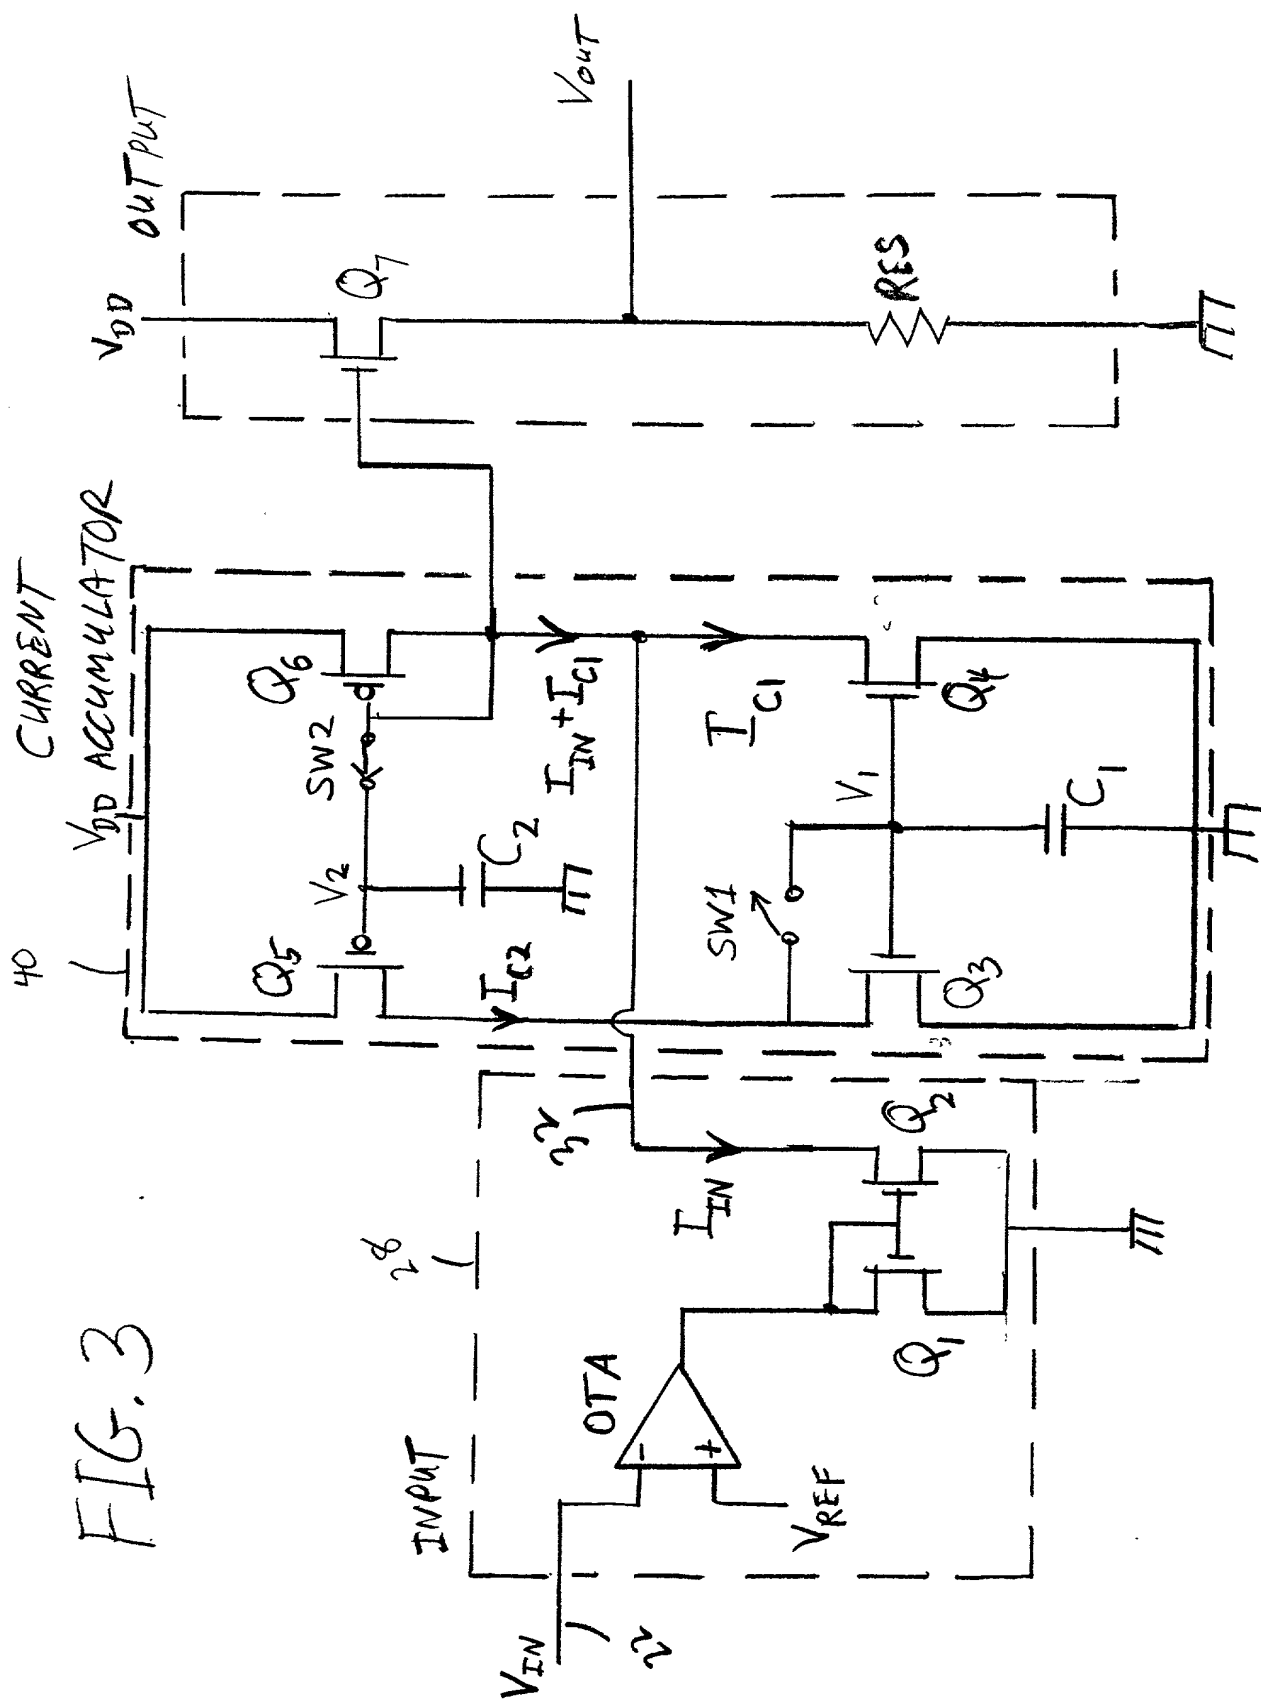 FIG. 3
40
CURRENT
VDD ACCUMULATOR
OUTPUT
VDD
Q7
VOUT
RES
Q5
V2
SW2
Q6
C2
IC2
IIN + IC1
IC1
SW1
V1
Q3
Q4
C1
INPUT
28
32
VIN
22
OTA
-
+
VREF
IIN
Q1
Q2